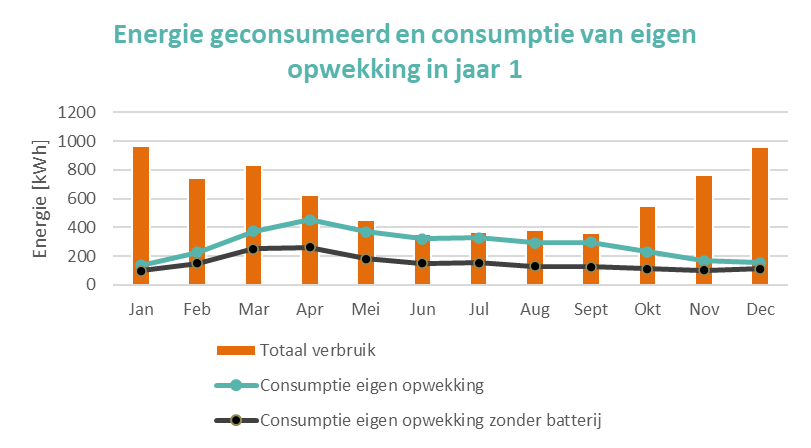 Energie geconsumeerd en consumptie van eigen
opwekking in jaar 1
Energie [kWh]
1200
1000
800
600
400
200
0
Jan Feb Mar Apr Mei Jun Jul Aug Sept Okt Nov Dec
Totaal verbruik
Consumptie eigen opwekking
Consumptie eigen opwekking zonder batterij